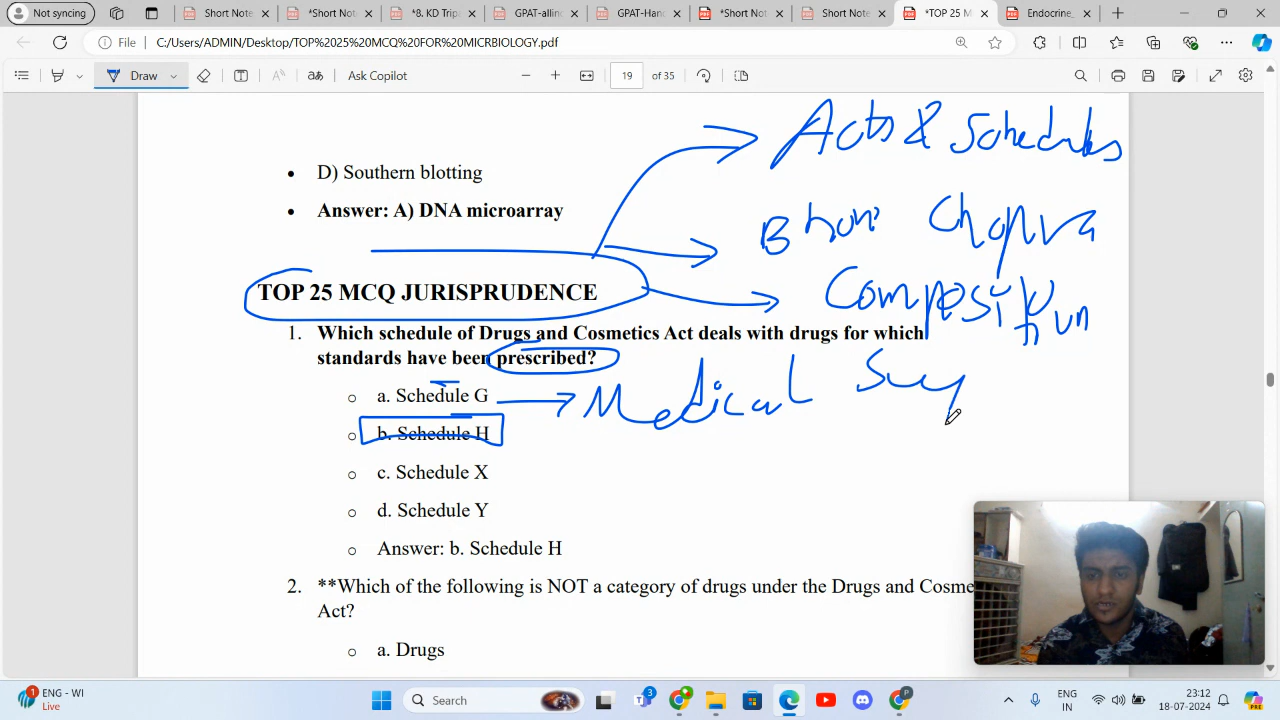 Not syncing
Short Note
*Short Not
*8. KD Trip
GPAT-allin
GPAT-Hand
*Short Not
Short Note
*TOP 25 M
Endocrine_
File C:/Users/ADMIN/Desktop/TOP%2025%20MCQ%20FOR%20MICRBIOLOGY.pdf
Draw
Ask Copilot
19 of 35
Acts & Schedules
D) Southern blotting
Answer: A) DNA microarray
Chopra
TOP 25 MCQ JURISPRUDENCE
1. Which schedule of Drugs and Cosmetics Act deals with drugs for which
standards have been prescribed?
a. Schedule G
Medical Sup
b. Schedule H
c. Schedule X
d. Schedule Y
Answer: b. Schedule H
2. **Which of the following is NOT a category of drugs under the Drugs and Cosme
Act?
a. Drugs
1
ENG - WI
Live
Search
3
ENG
IN
23:12
18-07-2024